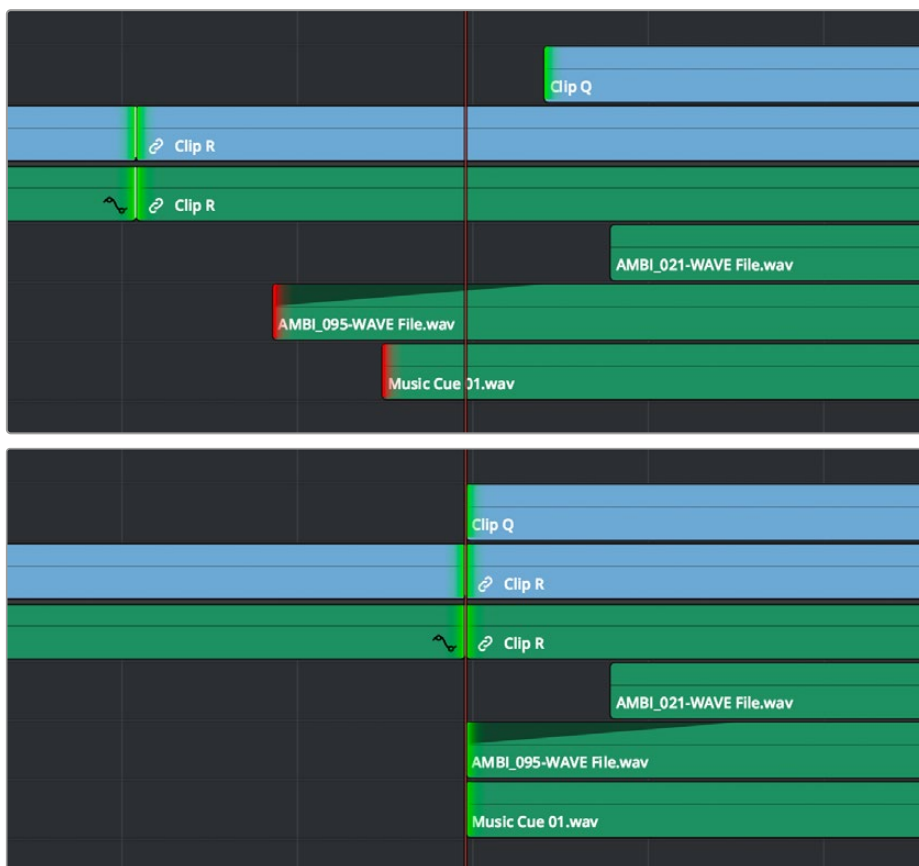 Clip Q
Clip R
Clip R
AMBI_021-WAVE File.wav
AMBI_095-WAVE File.wav
Music Cue 01.wav
Clip Q
Clip R
Clip R
AMBI_021-WAVE File.wav
AMBI_095-WAVE File.wav
Music Cue 01.wav